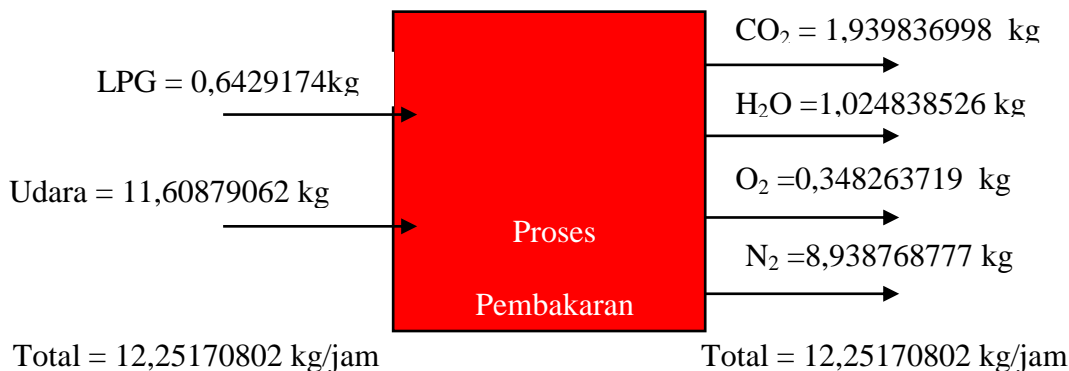 LPG = 0,6429174kg
Udara = 11,60879062 kg
Proses
Pembakaran
CO₂ = 1,939836998 kg
H₂O =1,024838526 kg
O₂ =0,348263719 kg
N₂ =8,938768777 kg
Total = 12,25170802 kg/jam
Total = 12,25170802 kg/jam